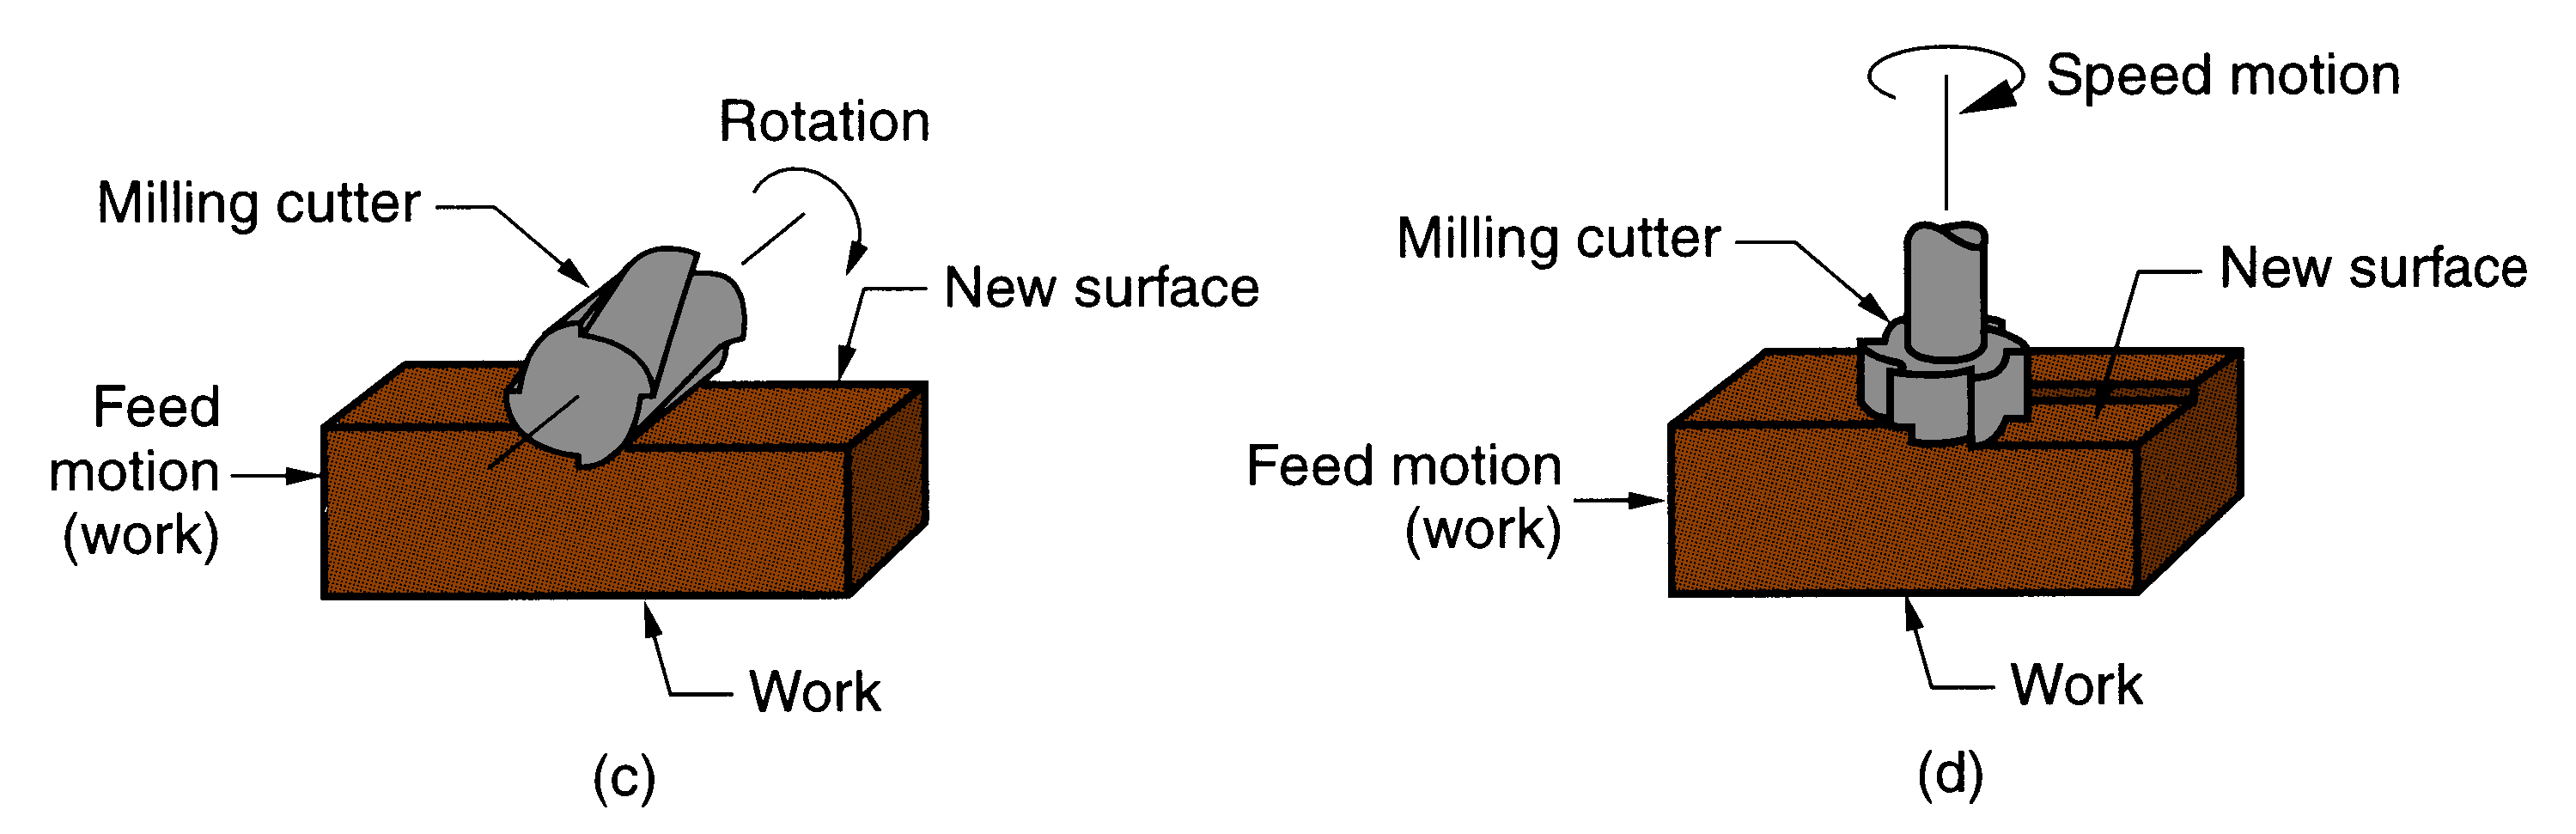 Rotation
Milling cutter
New surface
Feed
motion
(work)
Work
(c)
Speed motion
Milling cutter
New surface
Feed motion
(work)
Work
(d)